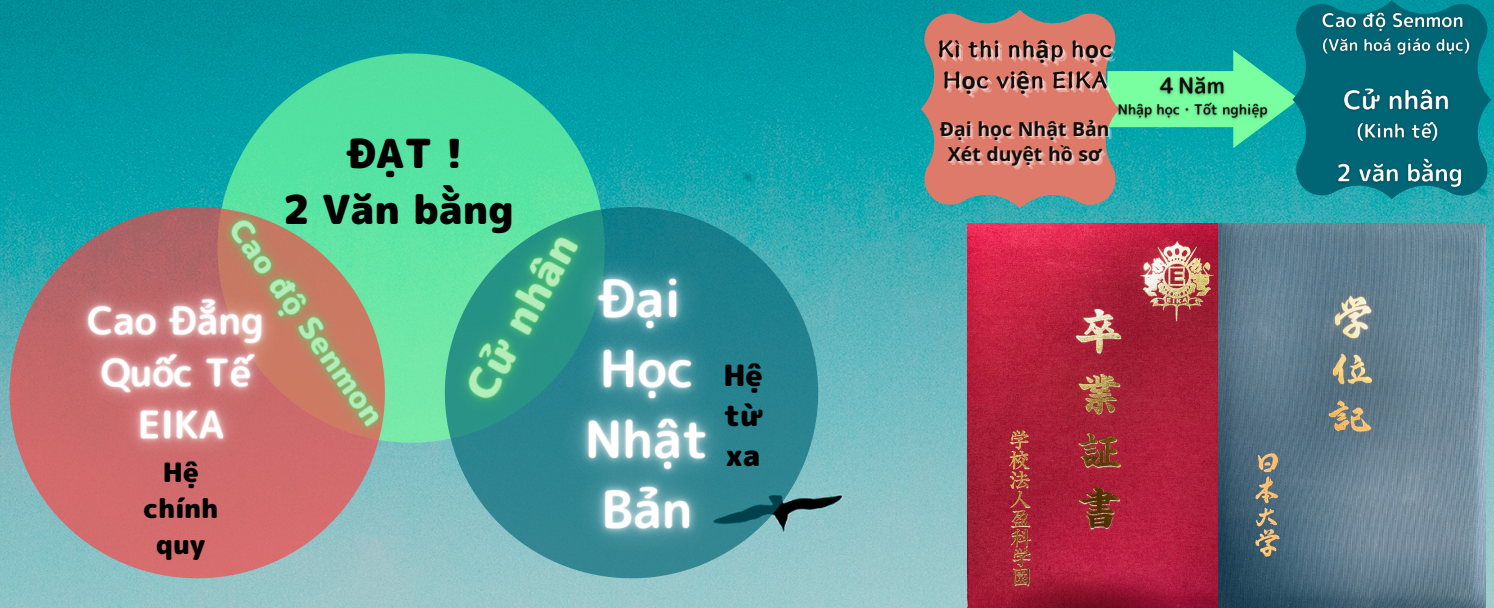 ĐẠT !
2 Văn bằng
Cao độ Senmon
Cử nhân
Cao Đẳng
Quốc Tế
EIKA
Hệ
chính
quy
Đại
Học
Nhật
Bản
Hệ
từ
xa
Kì thi nhập học
Học viện EIKA
Đại học Nhật Bản
Xét duyệt hồ sơ
4 Năm
Nhập học・Tốt nghiệp
Cao độ Senmon
(Văn hoá giáo dục)
Cử nhân
(Kinh tế)
2 văn bằng
E
EIKA
卒業証書
学校法人盈科学園
学位記
日本大学